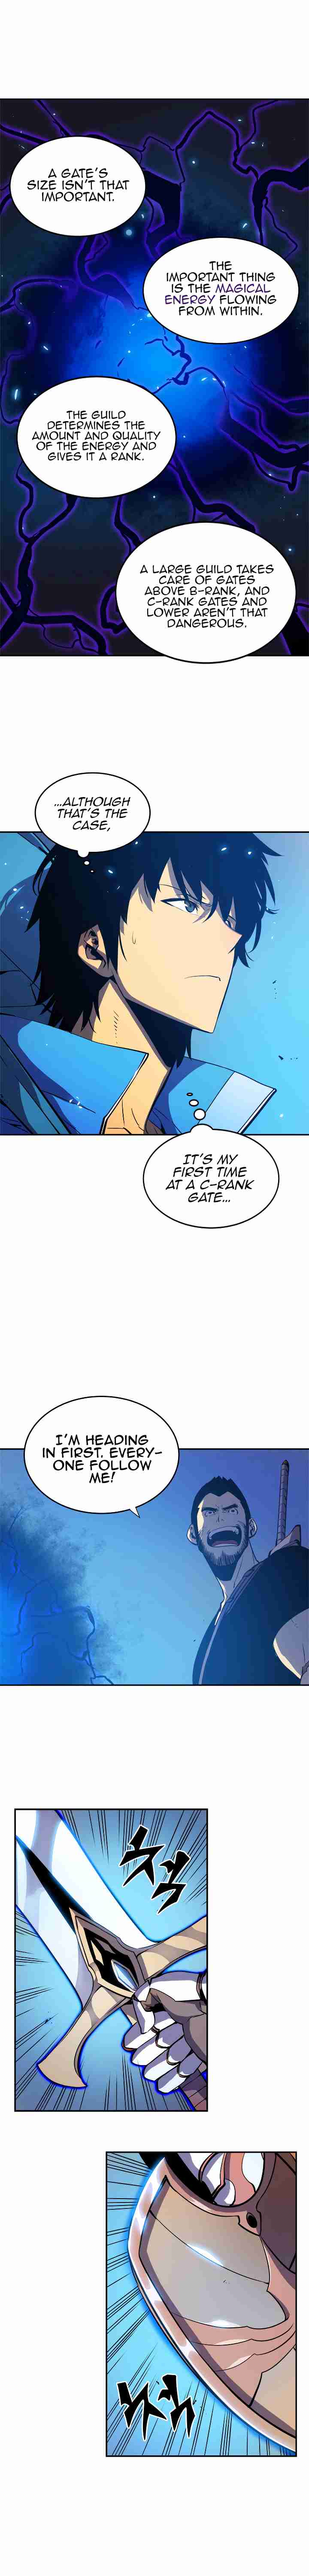 A GATE'S
SIZE ISN'T THAT
IMPORTANT.
THE
IMPORTANT THING
IS THE MAGICAL
ENERGY FLOWING
FROM WITHIN.
THE GUILD
DETERMINES THE
AMOUNT AND QUALITY
OF THE ENERGY AND
GIVES IT A RANK.
A LARGE GUILD TAKES
CARE OF GATES
ABOVE B-RANK, AND
C-RANK GATES AND
LOWER AREN'T THAT
DANGEROUS.
...ALTHOUGH
THAT'S THE
CASE,
IT'S MY
FIRST TIME
AT A C-RANK
GATE...
I'M HEADING
IN FIRST. EVERY-
ONE FOLLOW
ME!